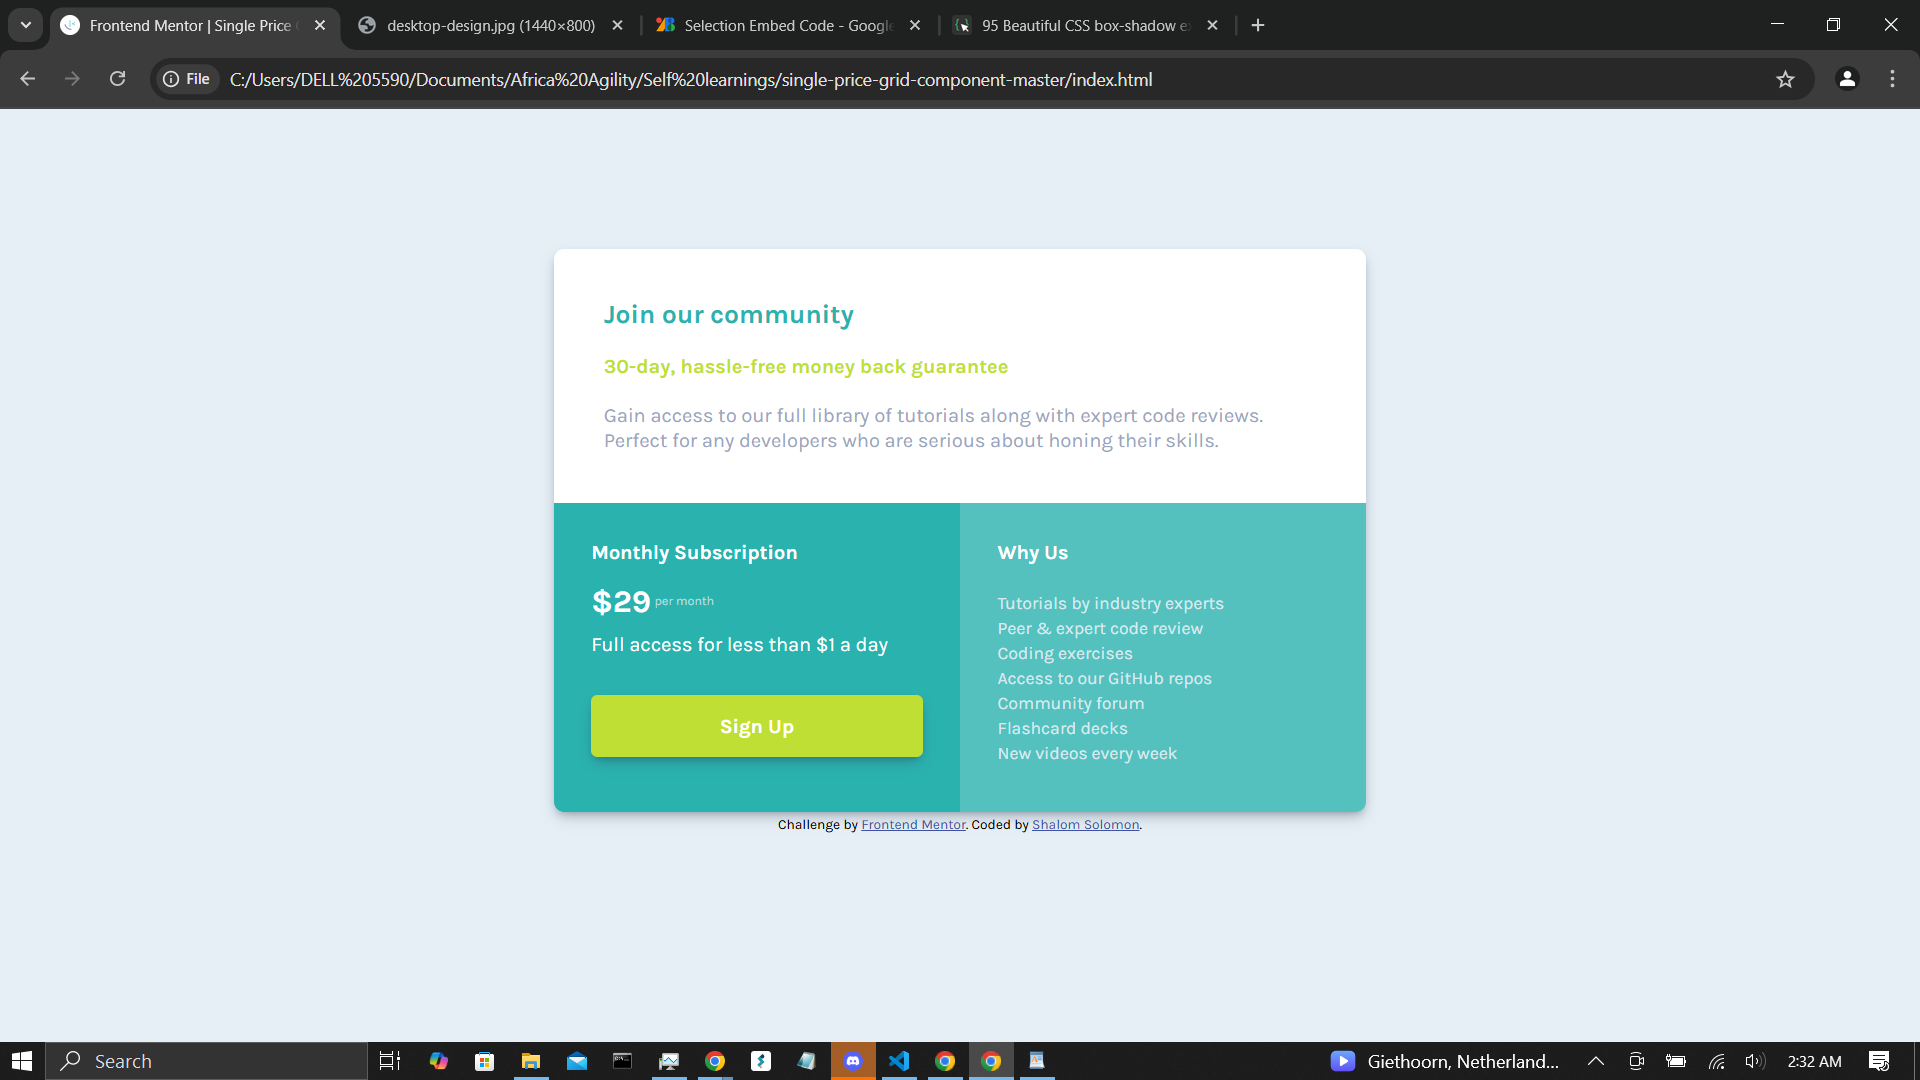 Frontend Mentor | Single Price
desktop-design.jpg (1440×800)
Selection Embed Code - Google
95 Beautiful CSS box-shadow e
File
C:/Users/DELL%205590/Documents/Africa%20Agility/Self%20learnings/single-price-grid-component-master/index.html
Join our community
30-day, hassle-free money back guarantee
Gain access to our full library of tutorials along with expert code reviews.
Perfect for any developers who are serious about honing their skills.
Monthly Subscription
$29 per month
Full access for less than $1 a day
Sign Up
Why Us
Tutorials by industry experts
Peer & expert code review
Coding exercises
Access to our GitHub repos
Community forum
Flashcard decks
New videos every week
Challenge by Frontend Mentor. Coded by Shalom Solomon.
Search
Giethoorn, Netherland...
2:32 AM